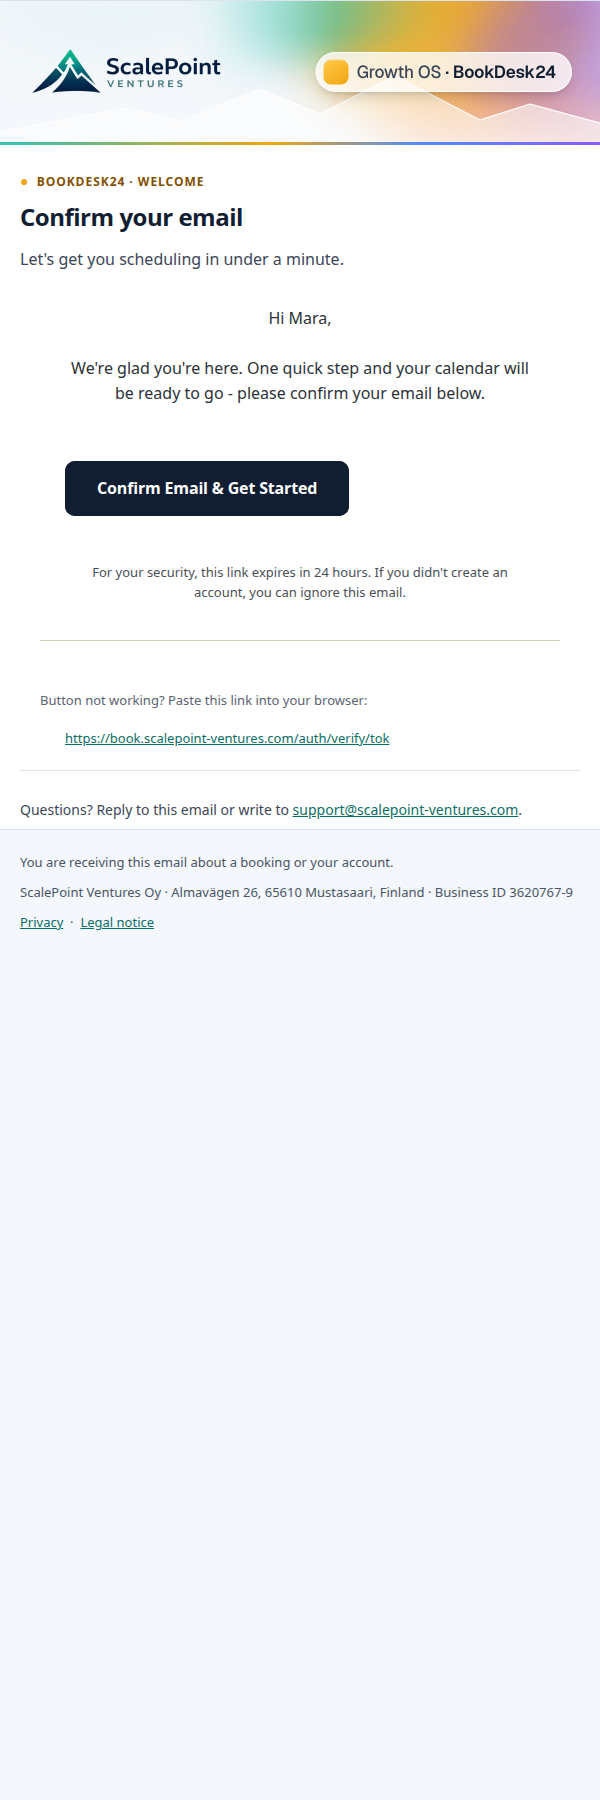 ScalePoint
VENTURES
Growth OS · BookDesk24
BOOKDESK24 · WELCOME
Confirm your email
Let's get you scheduling in under a minute.
Hi Mara,
We're glad you're here. One quick step and your calendar will
be ready to go - please confirm your email below.
Confirm Email & Get Started
For your security, this link expires in 24 hours. If you didn't create an
account, you can ignore this email.
Button not working? Paste this link into your browser:
https://book.scalepoint-ventures.com/auth/verify/tok
Questions? Reply to this email or write to support@scalepoint-ventures.com.
You are receiving this email about a booking or your account.
ScalePoint Ventures Oy · Almavägen 26, 65610 Mustasaari, Finland · Business ID 3620767-9
Privacy · Legal notice